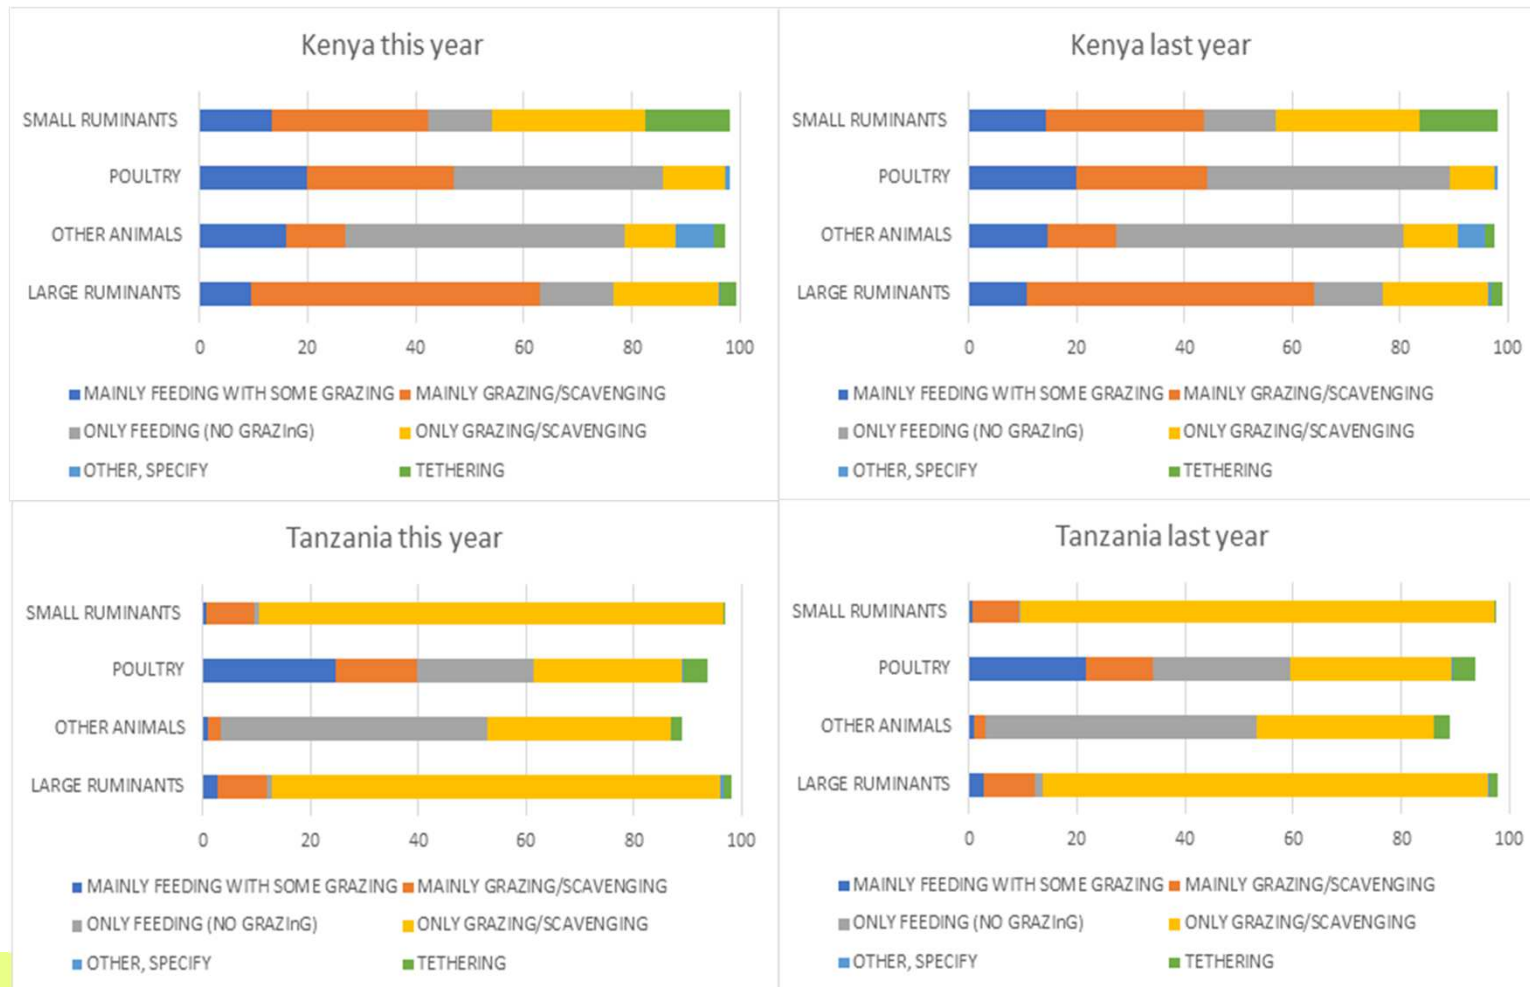 Kenya this year
SMALL RUMINANTS
POULTRY
OTHER ANIMALS
LARGE RUMINANTS
0 20 40 60 80 100
MAINLY FEEDING WITH SOME GRAZING MAINLY GRAZING/SCAVENGING
ONLY FEEDING (NO GRAZInG) ONLY GRAZING/SCAVENGING
OTHER, SPECIFY TETHERING
Kenya last year
SMALL RUMINANTS
POULTRY
OTHER ANIMALS
LARGE RUMINANTS
0 20 40 60 80 100
MAINLY FEEDING WITH SOME GRAZING MAINLY GRAZING/SCAVENGING
ONLY FEEDING (NO GRAZInG) ONLY GRAZING/SCAVENGING
OTHER, SPECIFY TETHERING
Tanzania this year
SMALL RUMINANTS
POULTRY
OTHER ANIMALS
LARGE RUMINANTS
0 20 40 60 80 100
MAINLY FEEDING WITH SOME GRAZING MAINLY GRAZING/SCAVENGING
ONLY FEEDING (NO GRAZInG) ONLY GRAZING/SCAVENGING
OTHER, SPECIFY TETHERING
Tanzania last year
SMALL RUMINANTS
POULTRY
OTHER ANIMALS
LARGE RUMINANTS
0 20 40 60 80 100
MAINLY FEEDING WITH SOME GRAZING MAINLY GRAZING/SCAVENGING
ONLY FEEDING (NO GRAZInG) ONLY GRAZING/SCAVENGING
OTHER, SPECIFY TETHERING